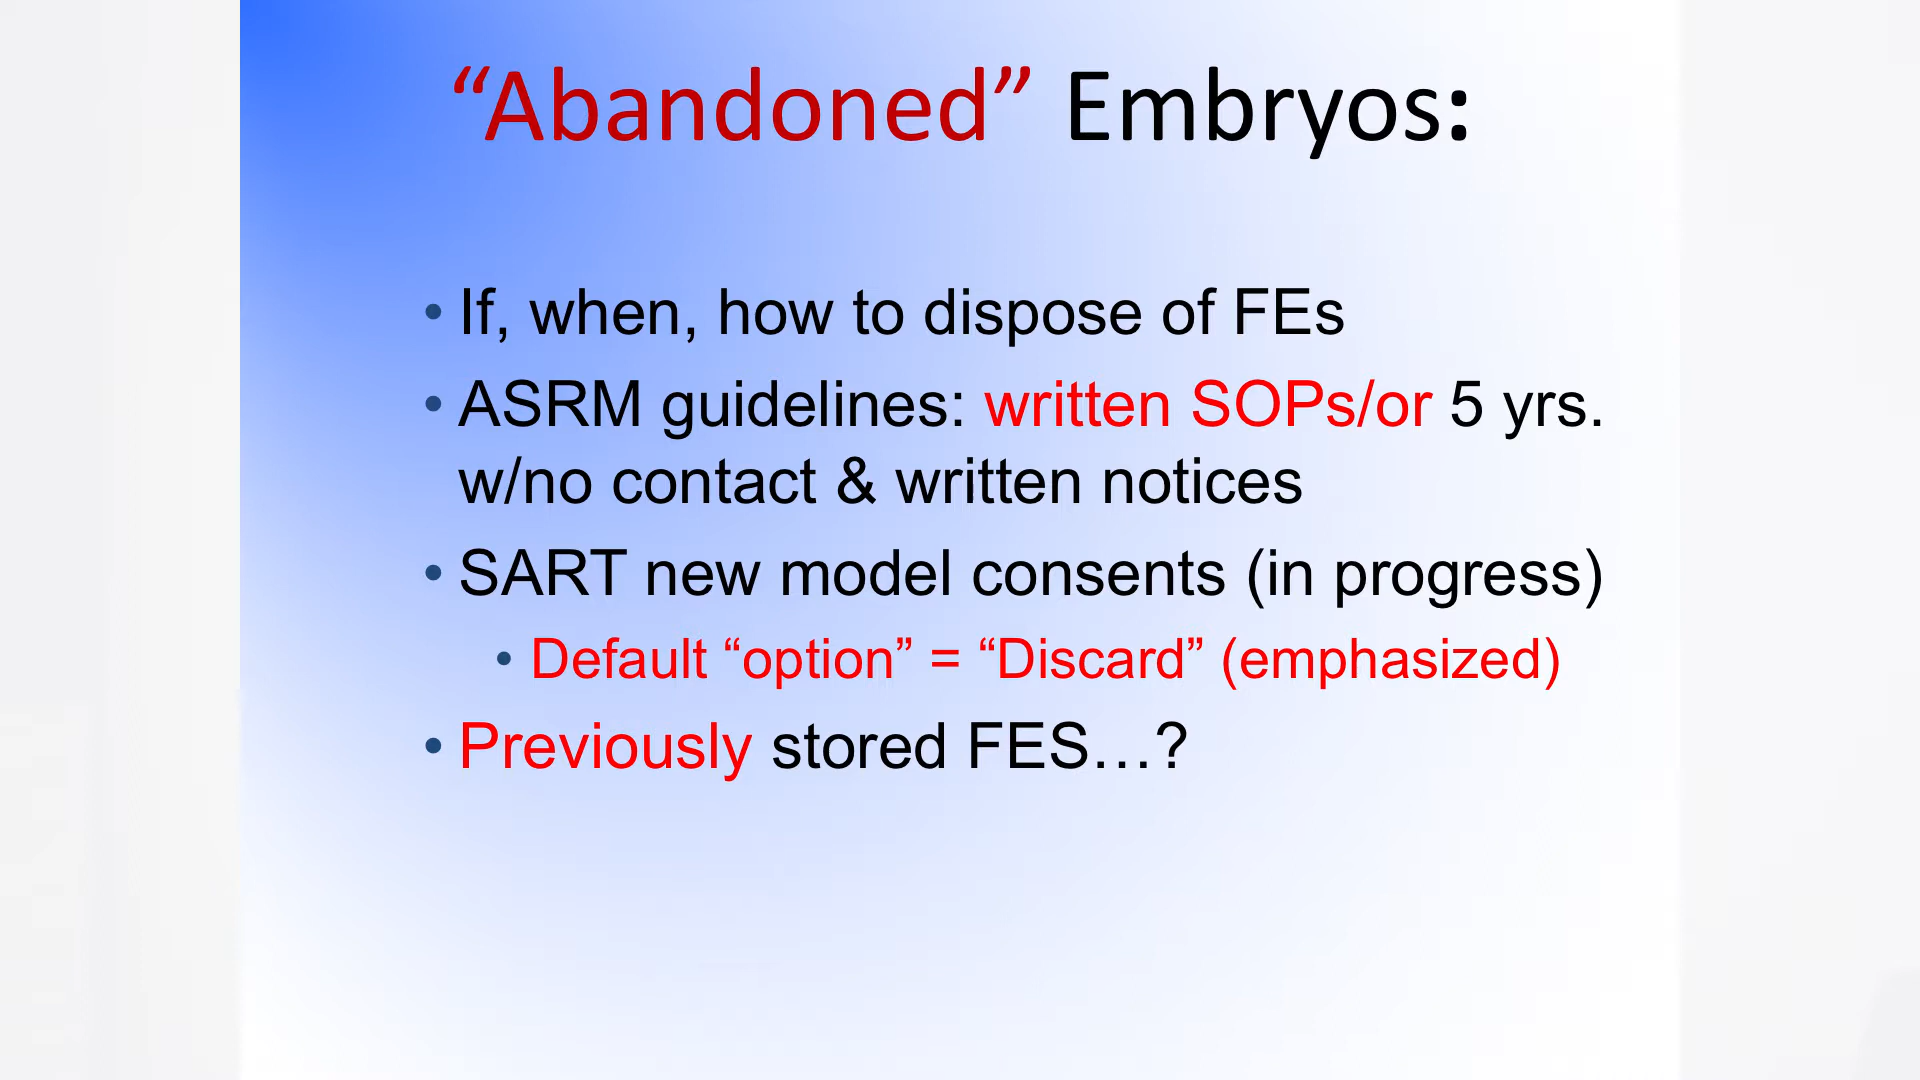 “Abandoned” Embryos:
• If, when, how to dispose of FEs
• ASRM guidelines: written SOPs/or 5 yrs.
w/no contact & written notices
• SART new model consents (in progress)
• Default “option” = “Discard” (emphasized)
• Previously stored FES…?